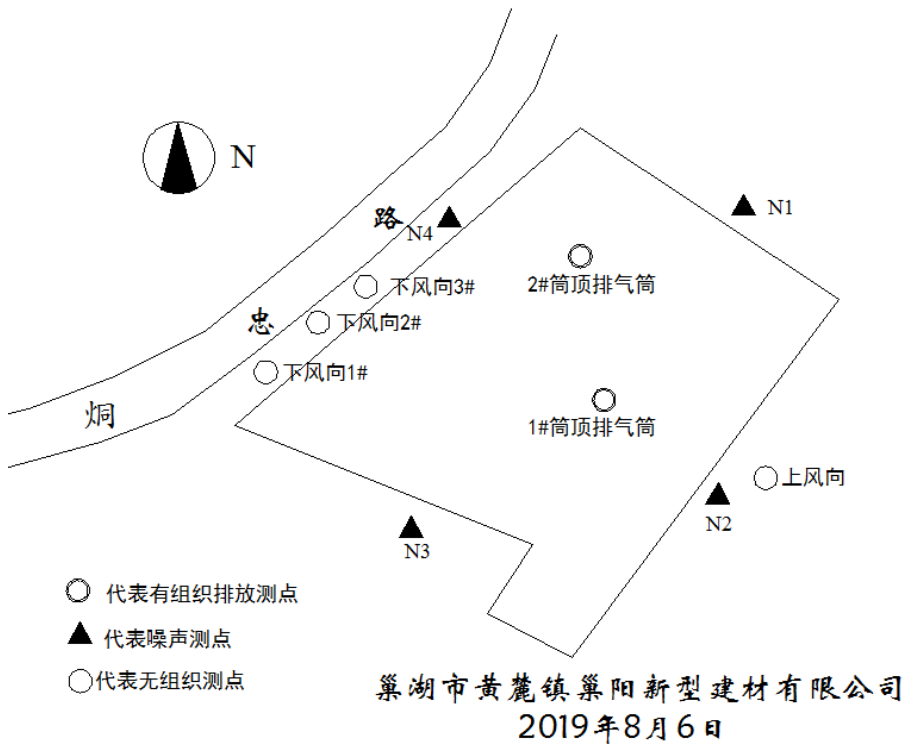 N
路
N4
N1
2#筒顶排气筒
下风向3#
忠
下风向2#
下风向1#
炯
1#筒顶排气筒
上风向
N2
N3
代表有组织排放测点
代表噪声测点
代表无组织测点
巢湖市黄麓镇巢阳新型建材有限公司
2019年8月6日